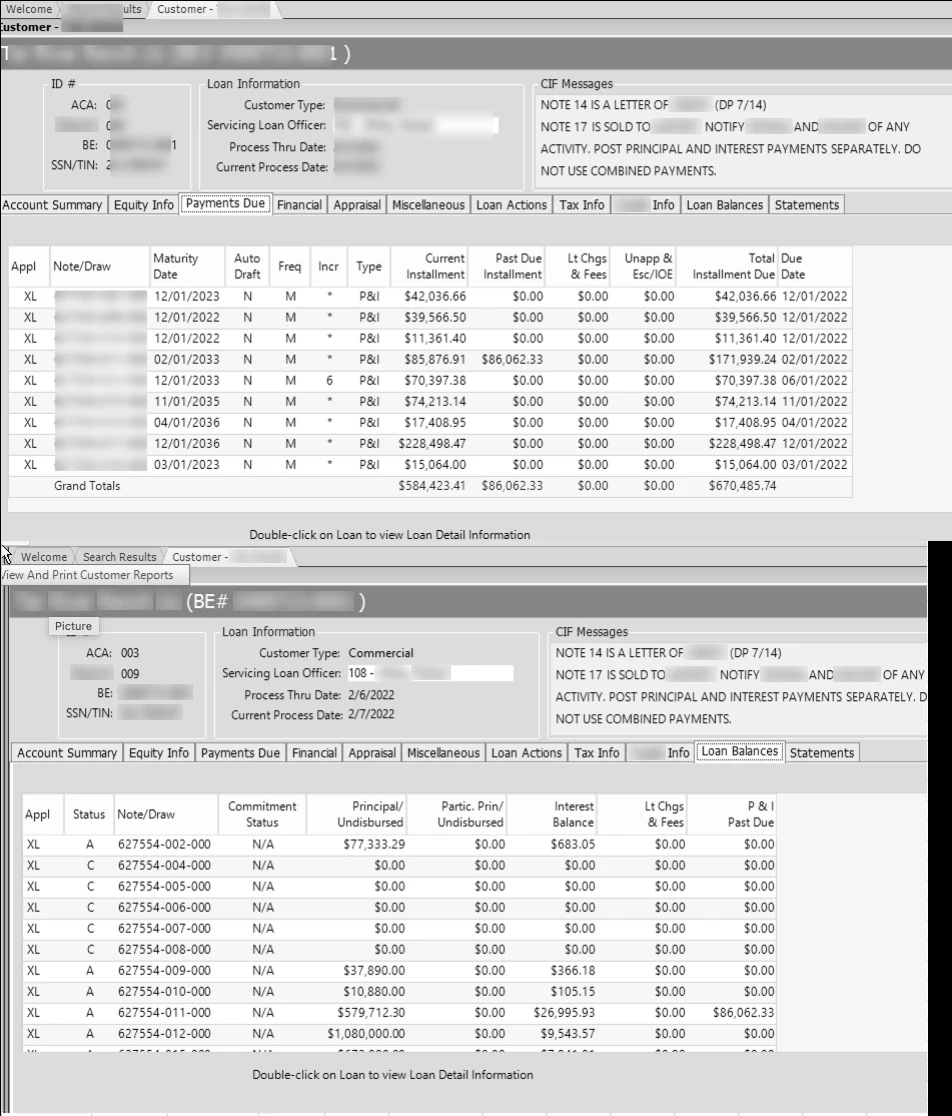 Welcome ults Customer -
Customer -
1 )
ID #
ACA:
BE: 1
SSN/TIN: 2
Loan Information
Customer Type:
Servicing Loan Officer:
Process Thru Date:
Current Process Date:
CIF Messages
NOTE 14 IS A LETTER OF (DP 7/14)
NOTE 17 IS SOLD TO NOTIFY AND OF ANY
ACTIVITY. POST PRINCIPAL AND INTEREST PAYMENTS SEPARATELY. DO
NOT USE COMBINED PAYMENTS.
Account Summary Equity Info Payments Due Financial Appraisal Miscellaneous Loan Actions Tax Info Info Loan Balances Statements
Appl Note/Draw Maturity Date Auto Draft Freq Incr Type Current Installment Past Due Installment Lt Chgs & Fees Unapp & Esc/IOE Total Installment Due Due Date
XL 12/01/2023 N M * P&I $42,036.66 $0.00 $0.00 $0.00 $42,036.66 12/01/2022
XL 12/01/2022 N M * P&I $39,566.50 $0.00 $0.00 $0.00 $39,566.50 12/01/2022
XL 12/01/2022 N M * P&I $11,361.40 $0.00 $0.00 $0.00 $11,361.40 12/01/2022
XL 02/01/2033 N M * P&I $85,876.91 $86,062.33 $0.00 $0.00 $171,939.24 02/01/2022
XL 12/01/2033 N M 6 P&I $70,397.38 $0.00 $0.00 $0.00 $70,397.38 06/01/2022
XL 11/01/2035 N M * P&I $74,213.14 $0.00 $0.00 $0.00 $74,213.14 11/01/2022
XL 04/01/2036 N M * P&I $17,408.95 $0.00 $0.00 $0.00 $17,408.95 04/01/2022
XL 12/01/2036 N M * P&I $228,498.47 $0.00 $0.00 $0.00 $228,498.47 12/01/2022
XL 03/01/2023 N M * P&I $15,064.00 $0.00 $0.00 $0.00 $15,064.00 03/01/2022
Grand Totals $584,423.41 $86,062.33 $0.00 $0.00 $670,485.74
Double-click on Loan to view Loan Detail Information
Welcome Search Results Customer -
View And Print Customer Reports
(BE# )
Picture
ACA: 003
009
BE:
SSN/TIN:
Loan Information
Customer Type: Commercial
Servicing Loan Officer: 108 -
Process Thru Date: 2/6/2022
Current Process Date: 2/7/2022
CIF Messages
NOTE 14 IS A LETTER OF (DP 7/14)
NOTE 17 IS SOLD TO NOTIFY AND OF ANY
ACTIVITY. POST PRINCIPAL AND INTEREST PAYMENTS SEPARATELY. D
NOT USE COMBINED PAYMENTS.
Account Summary Equity Info Payments Due Financial Appraisal Miscellaneous Loan Actions Tax Info Info Loan Balances Statements
Appl Status Note/Draw Commitment Status Principal/ Undisbursed Partic. Prin/ Undisbursed Interest Balance Lt Chgs & Fees P & I Past Due
XL A 627554-002-000 N/A $77,333.29 $0.00 $683.05 $0.00 $0.00
XL C 627554-004-000 N/A $0.00 $0.00 $0.00 $0.00 $0.00
XL C 627554-005-000 N/A $0.00 $0.00 $0.00 $0.00 $0.00
XL C 627554-006-000 N/A $0.00 $0.00 $0.00 $0.00 $0.00
XL C 627554-007-000 N/A $0.00 $0.00 $0.00 $0.00 $0.00
XL C 627554-008-000 N/A $0.00 $0.00 $0.00 $0.00 $0.00
XL A 627554-009-000 N/A $37,890.00 $0.00 $366.18 $0.00 $0.00
XL A 627554-010-000 N/A $10,880.00 $0.00 $105.15 $0.00 $0.00
XL A 627554-011-000 N/A $579,712.30 $0.00 $26,995.93 $0.00 $86,062.33
XL A 627554-012-000 N/A $1,080,000.00 $0.00 $9,543.57 $0.00 $0.00
Double-click on Loan to view Loan Detail Information